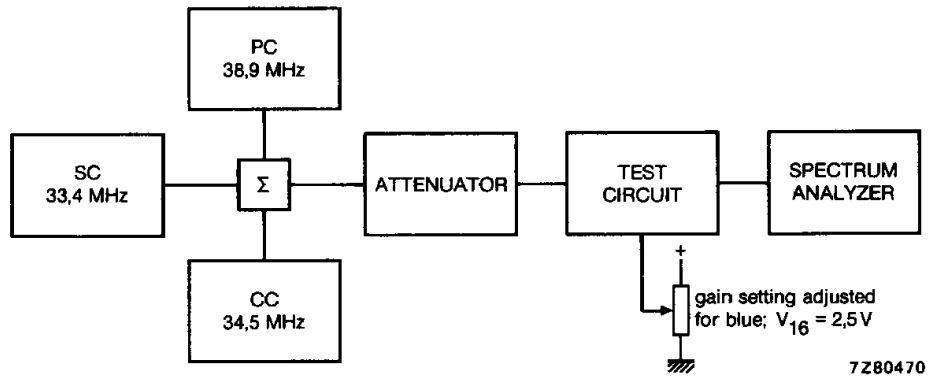 PC
38,9 MHz
SC
33,4 MHz
Σ
ATTENUATOR
TEST
CIRCUIT
SPECTRUM
ANALYZER
CC
34,5 MHz
+
gain setting adjusted
for blue; V16 = 2,5 V
7Z80470